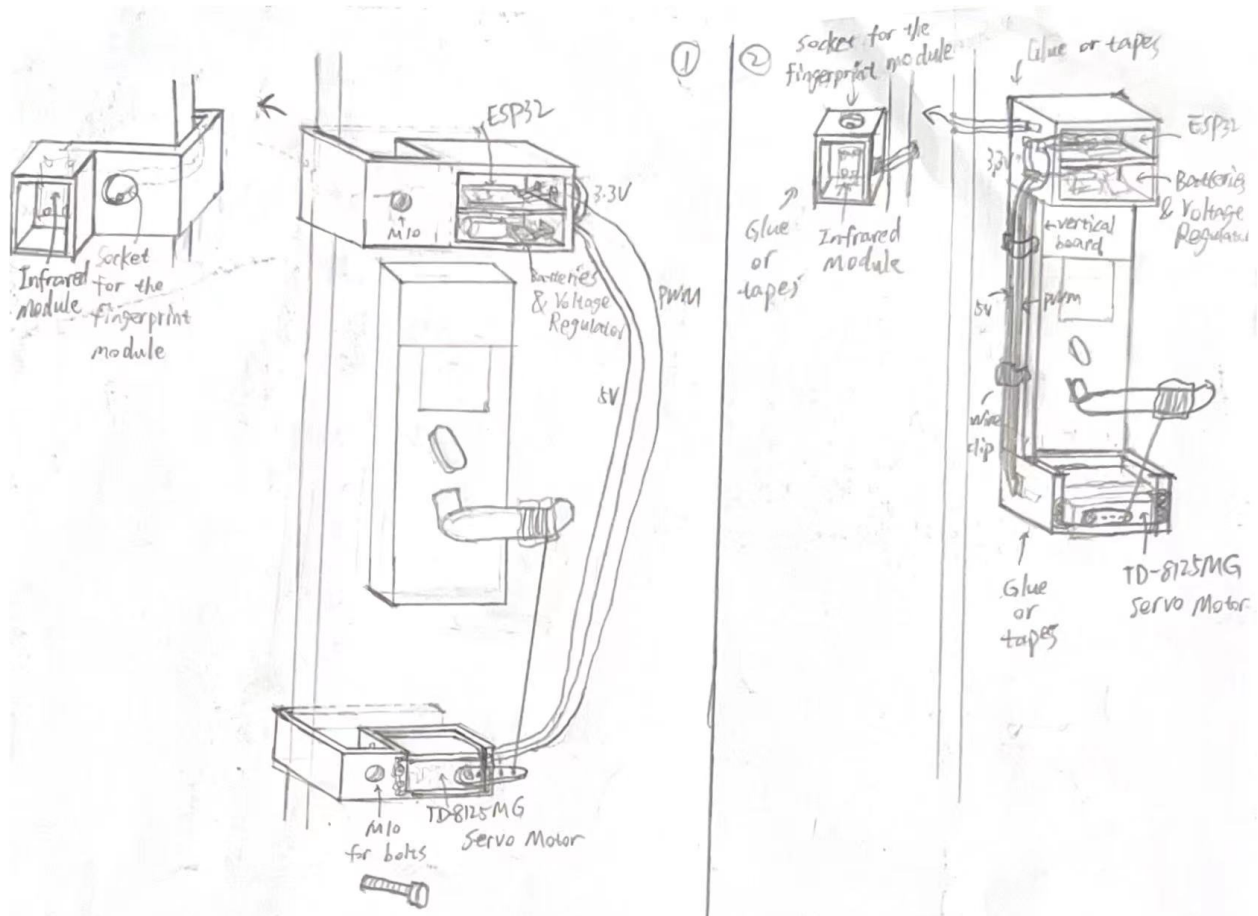 ①
ESP32
3.3V
M10
Batteries
& Voltage
Regulator
PWM
5V
Infrared
module
Socket
for the
fingerprint
module
M10
for bolts
TD-8125MG
Servo Motor
②
Socket for the
fingerprint module
Glue or tapes
ESP32
3.3V
Batteries
& Voltage
Regulator
Glue
or
tapes
Infrared
Module
vertical
board
5V
PWM
Wire
clip
TD-8125MG
Servo Motor
Glue
or
tapes